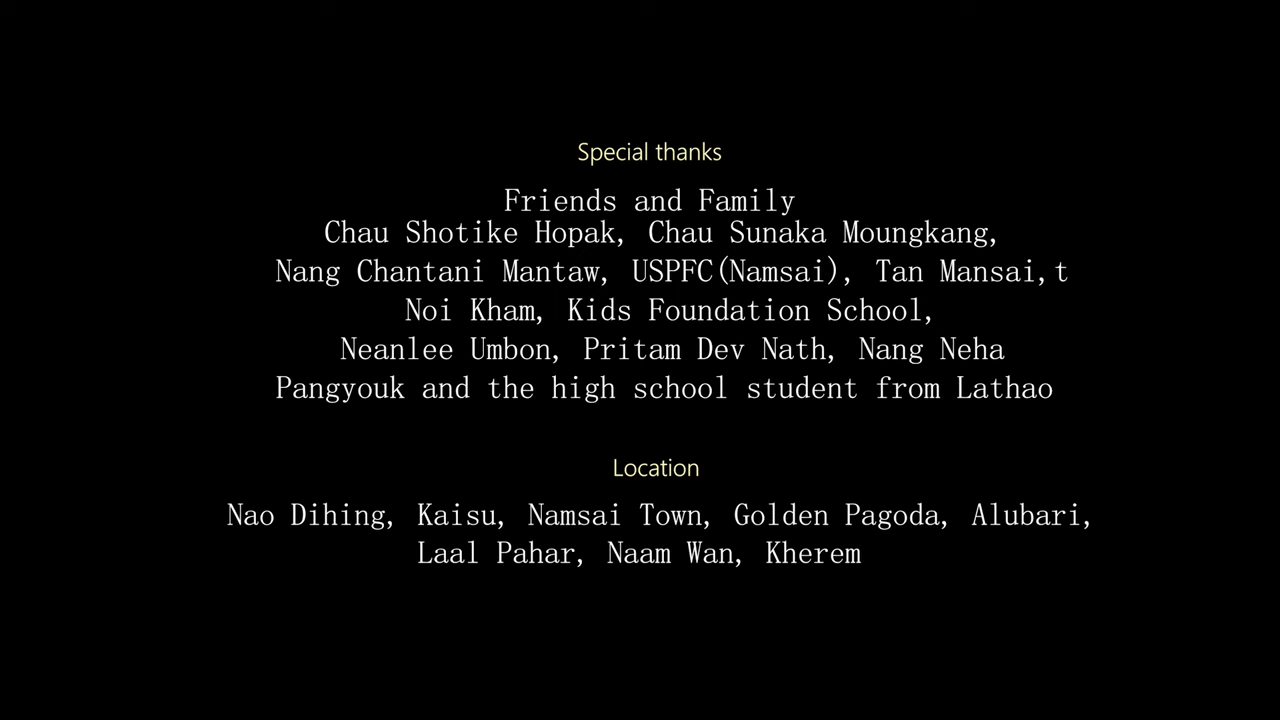 Special thanks
Friends and Family
Chau Shotike Hopak, Chau Sunaka Moungkang,
Nang Chantani Mantaw, USPFC(Namsai), Tan Mansai,t
Noi Kham, Kids Foundation School,
Neanlee Umbon, Pritam Dev Nath, Nang Neha
Pangyouk and the high school student from Lathao
Location
Nao Dihing, Kaisu, Namsai Town, Golden Pagoda, Alubari,
Laal Pahar, Naam Wan, Kherem